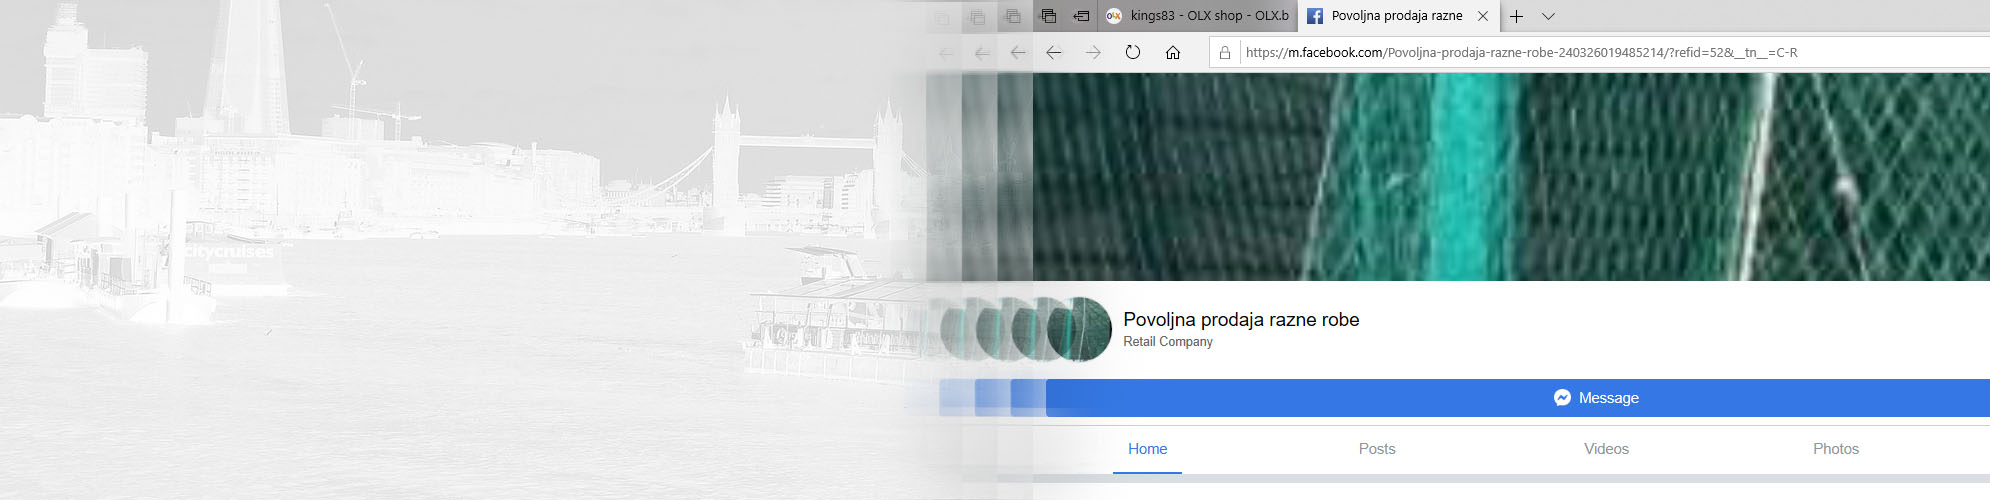 kings83 - OLX shop - OLX.b
Povoljna prodaja razne
https://m.facebook.com/Povoljna-prodaja-razne-robe-240326019485214/?refid=52&__tn__=C-R
citycruises
Povoljna prodaja razne robe
Retail Company
Message
Home
Posts
Videos
Photos